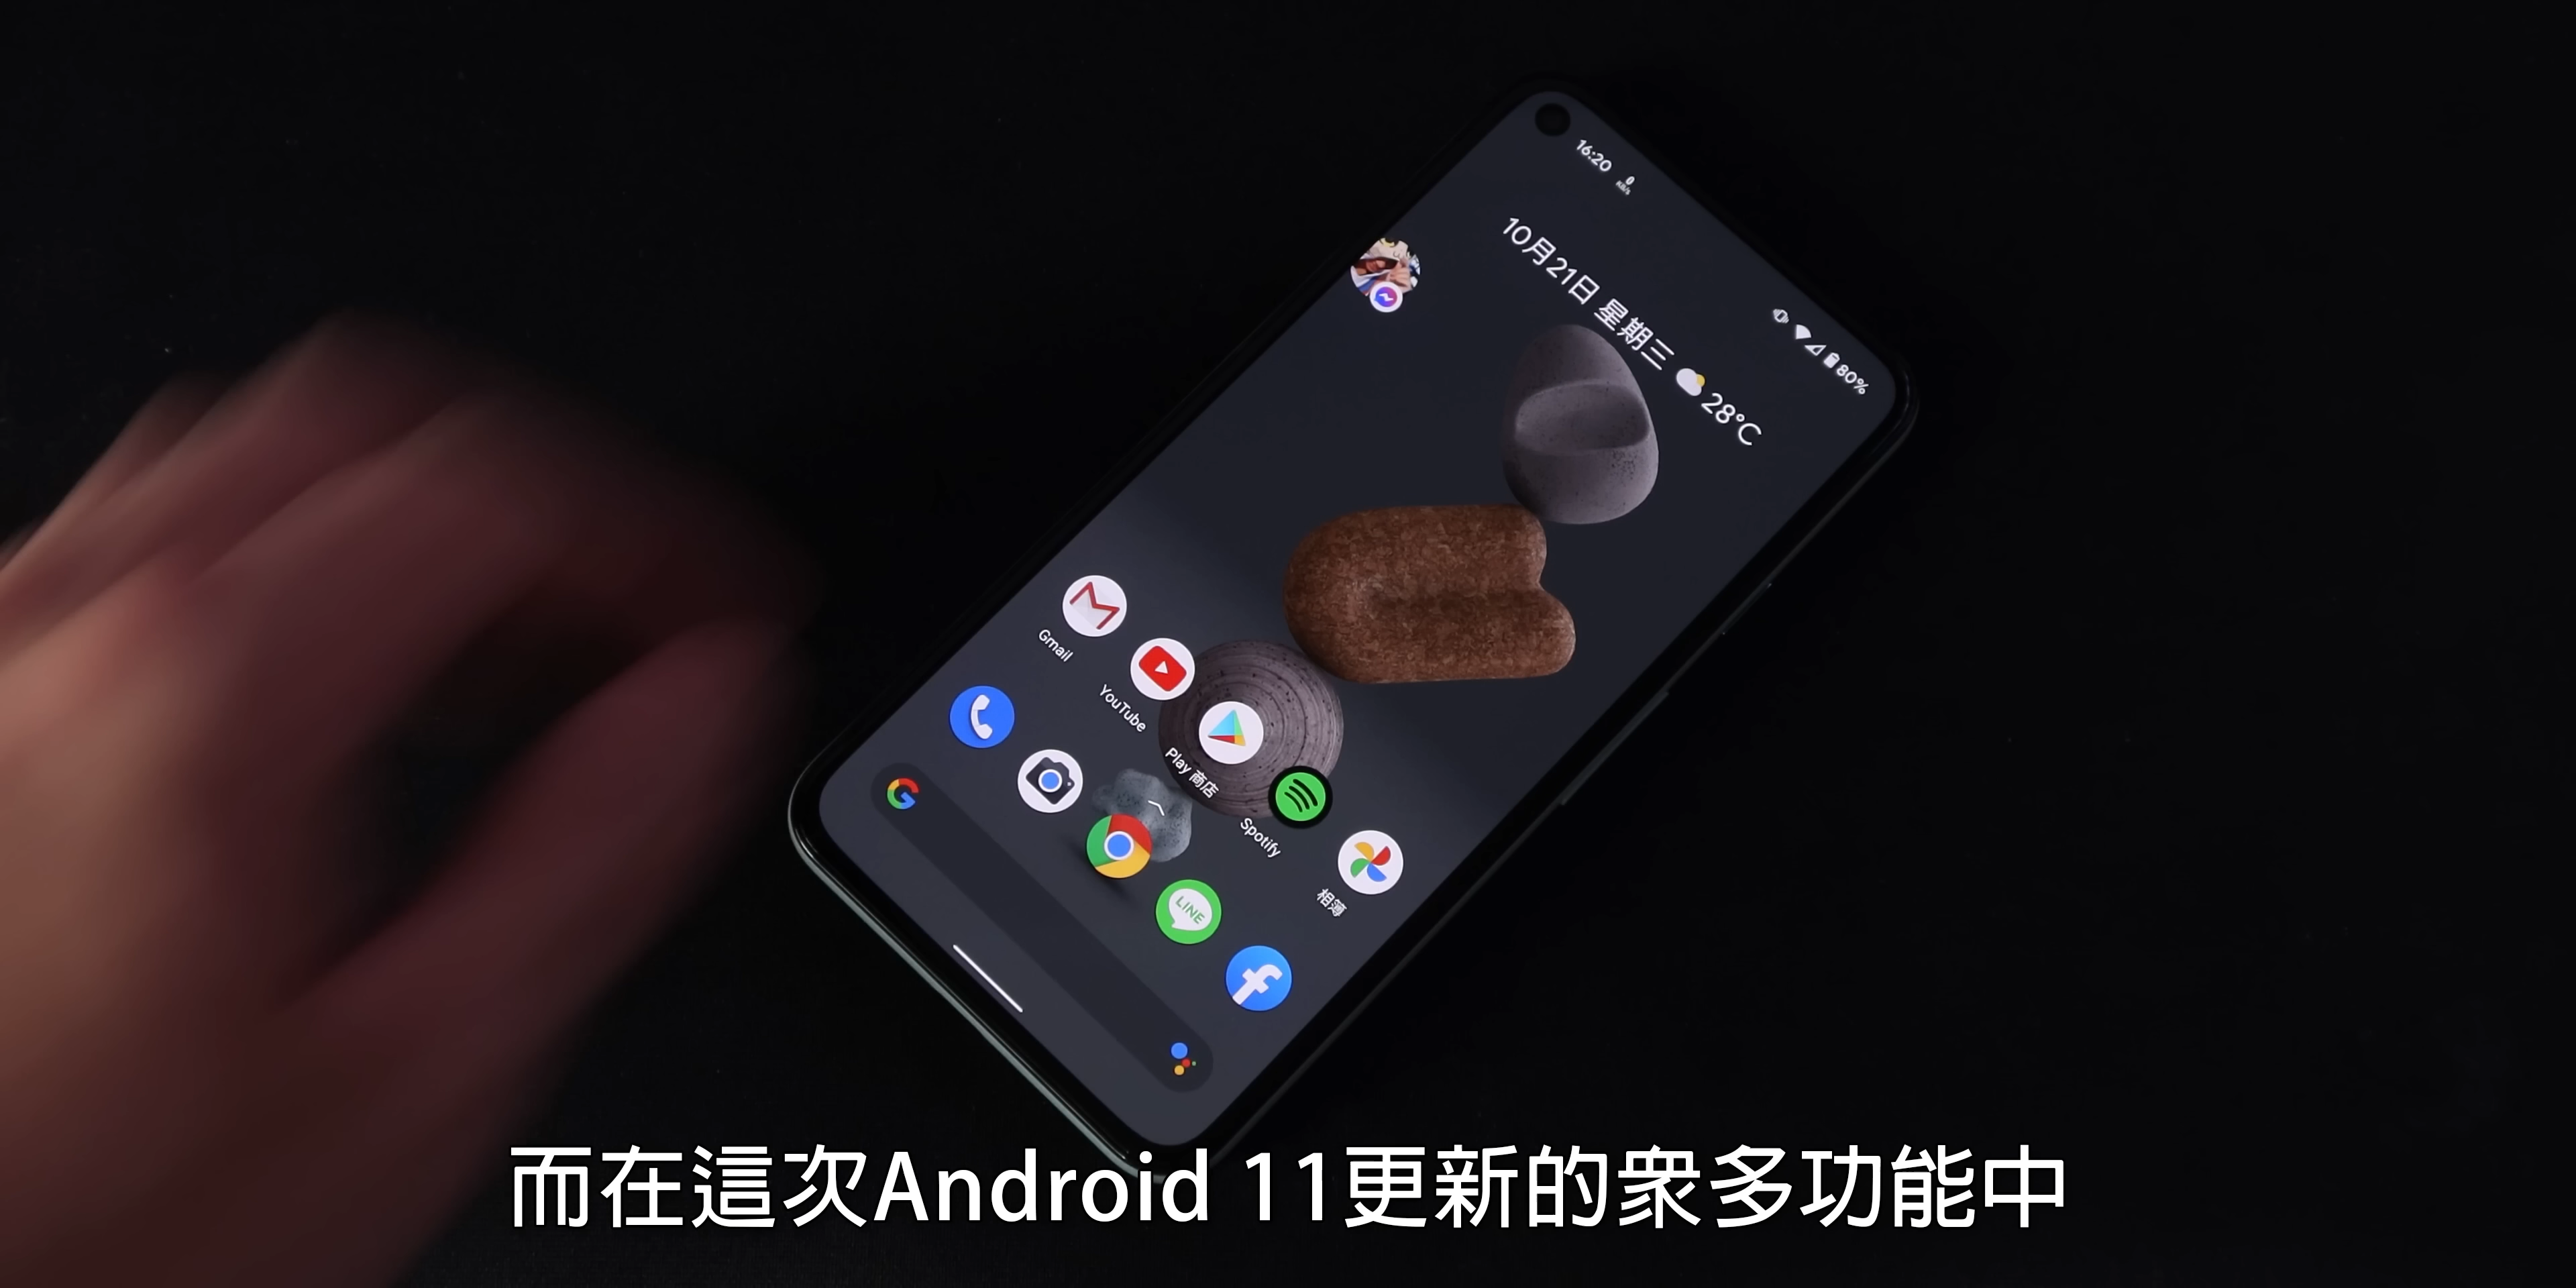 16:20
80%
10月21日 星期三 28°C
Gmail
YouTube
Play 商店
Spotify
相簿
LINE
而在這次Android 11更新的眾多功能中